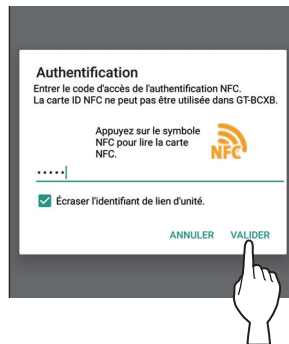 Authentification
Entrer le code d'accès de l'authentification NFC.
La carte ID NFC ne peut pas être utilisée dans GT-BCXB.
Appuyez sur le symbole
NFC pour lire la carte
NFC.
NFC
•••••
Écraser l'identifiant de lien d'unité.
ANNULER VALIDER